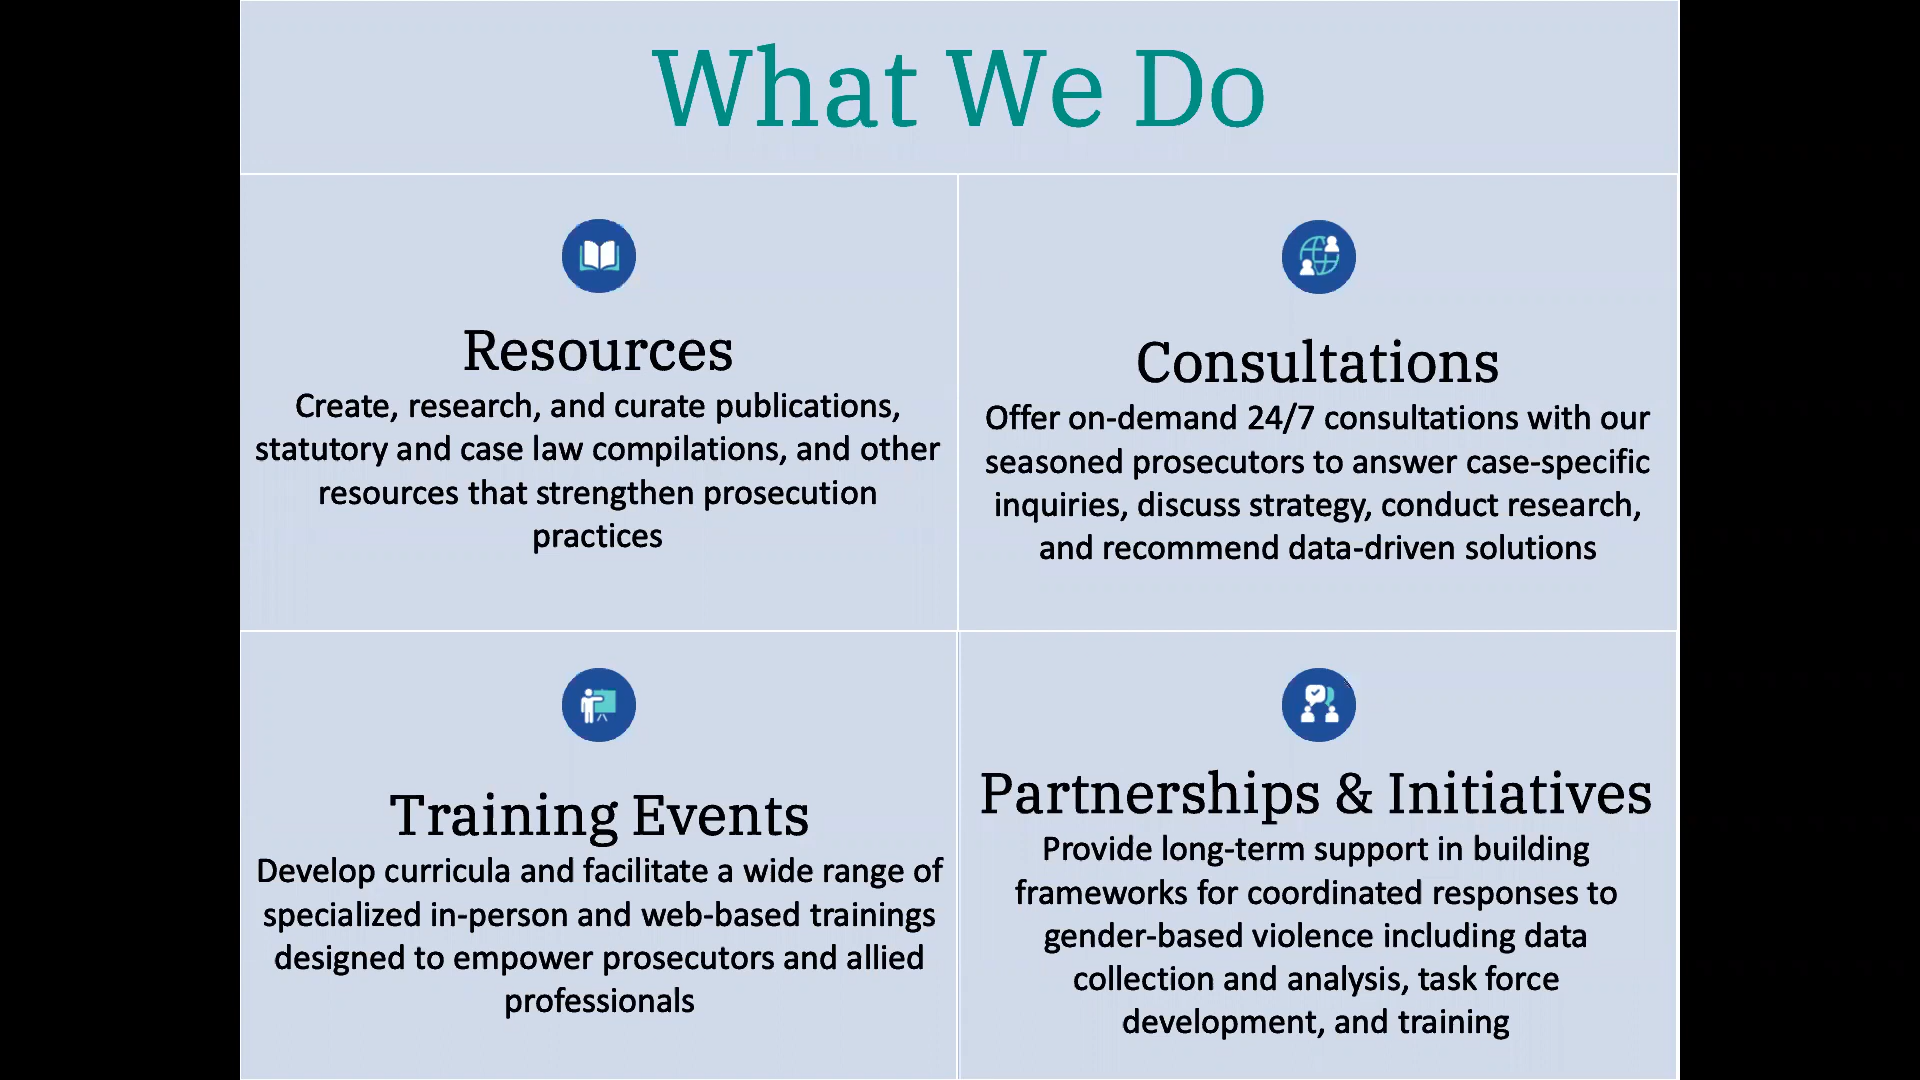 What We Do
Resources
Create, research, and curate publications,
statutory and case law compilations, and other
resources that strengthen prosecution
practices
Consultations
Offer on-demand 24/7 consultations with our
seasoned prosecutors to answer case-specific
inquiries, discuss strategy, conduct research,
and recommend data-driven solutions
Training Events
Develop curricula and facilitate a wide range of
specialized in-person and web-based trainings
designed to empower prosecutors and allied
professionals
Partnerships & Initiatives
Provide long-term support in building
frameworks for coordinated responses to
gender-based violence including data
collection and analysis, task force
development, and training